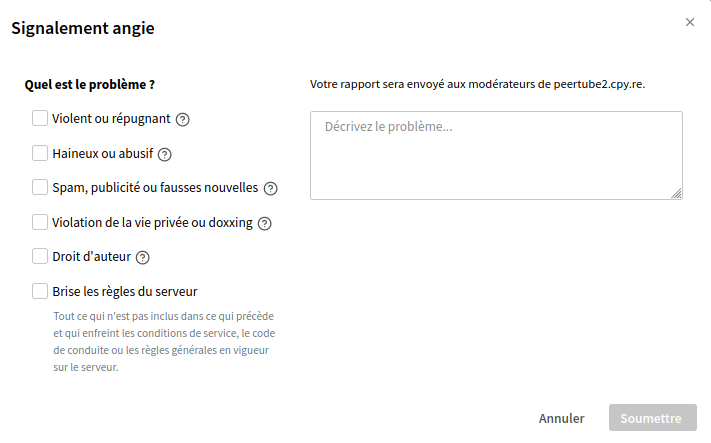 Signalement angie
×
Quel est le problème ?
Violent ou répugnant ?
Haineux ou abusif ?
Spam, publicité ou fausses nouvelles ?
Violation de la vie privée ou doxxing ?
Droit d'auteur ?
Brise les règles du serveur
Tout ce qui n'est pas inclus dans ce qui précède
et qui enfreint les conditions de service, le code
de conduite ou les règles générales en vigueur
sur le serveur.
Votre rapport sera envoyé aux modérateurs de peertube2.cpy.re.
Décrivez le problème...
Annuler
Soumettre